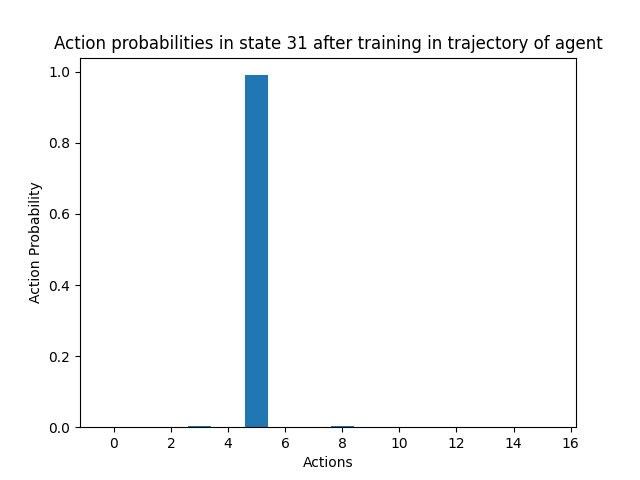 Action probabilities in state 31 after training in trajectory of agent
1.0
0.8
0.6
0.4
0.2
0.0
Action Probability
0 2 4 6 8 10 12 14 16
Actions